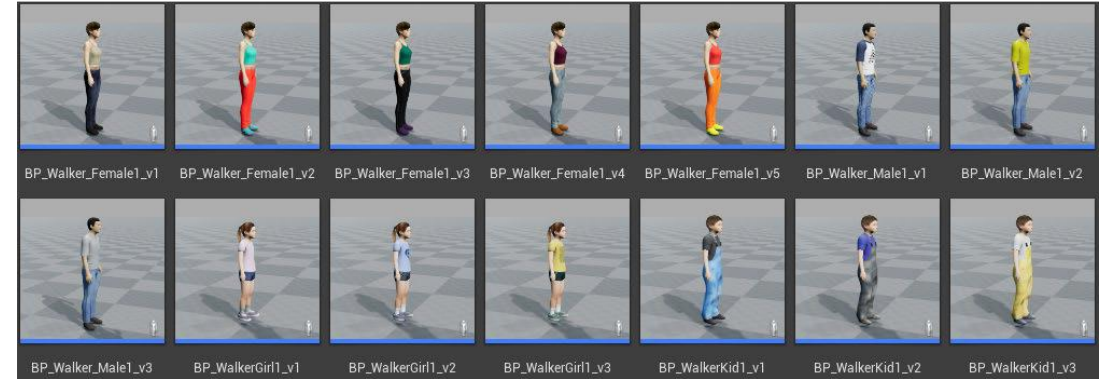 BP_Walker_Female1_v1 BP_Walker_Female1_v2 BP_Walker_Female1_v3 BP_Walker_Female1_v4 BP_Walker_Female1_v5 BP_Walker_Male1_v1 BP_Walker_Male1_v2
BP_Walker_Male1_v3 BP_WalkerGirl1_v1 BP_WalkerGirl1_v2 BP_WalkerGirl1_v3 BP_WalkerKid1_v1 BP_WalkerKid1_v2 BP_WalkerKid1_v3